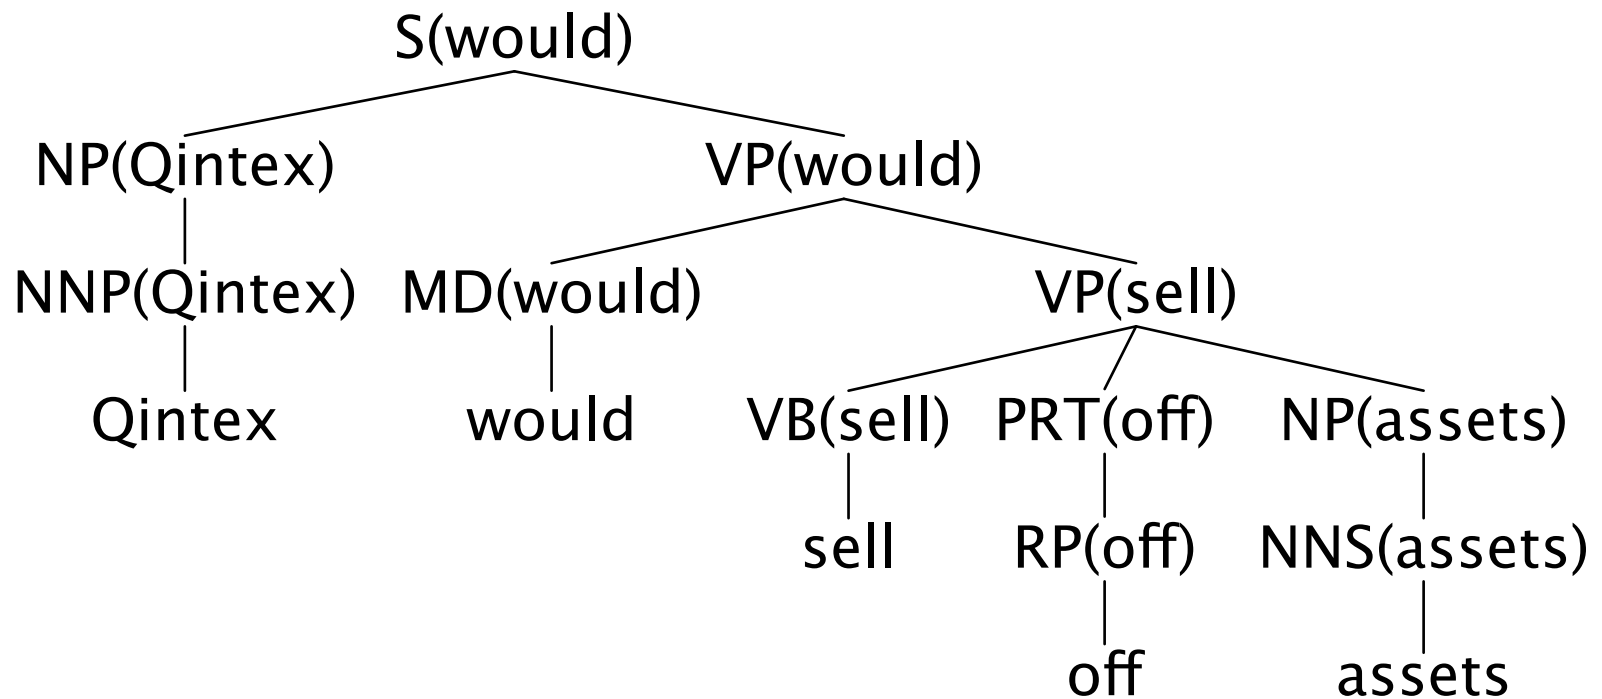 S(would)
NP(Qintex) VP(would)
NNP(Qintex) MD(would) VP(sell)
Qintex would VB(sell) PRT(off) NP(assets)
sell RP(off) NNS(assets)
off assets